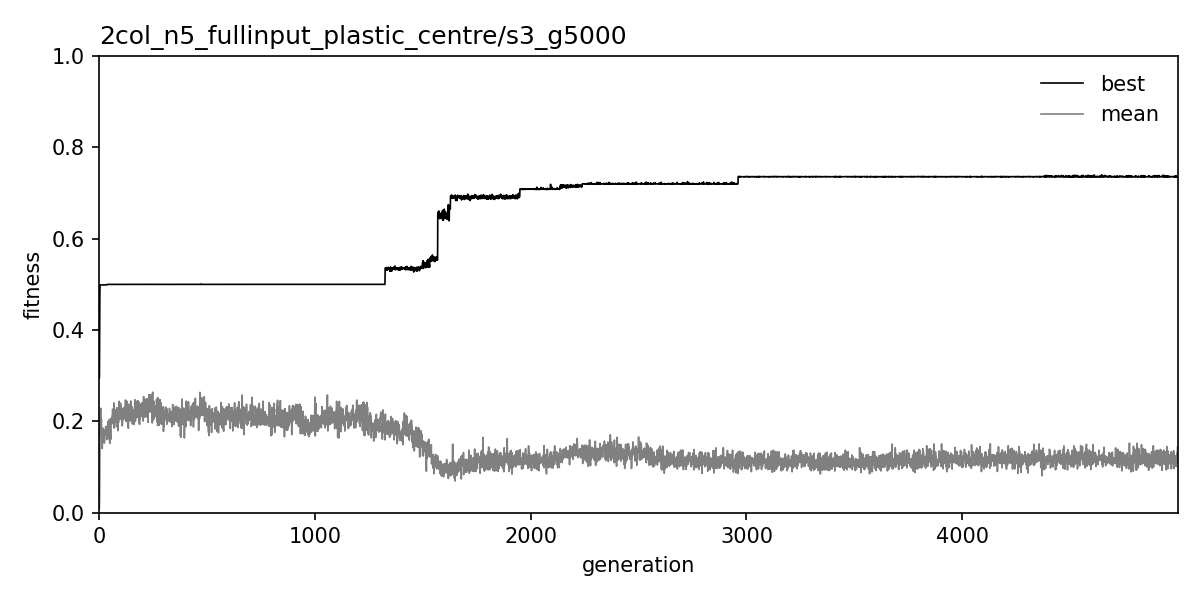 2col_n5_fullinput_plastic_centre/s3_g5000
1.0
0.8
0.6
0.4
0.2
0.0
fitness
best
mean
0 1000 2000 3000 4000
generation